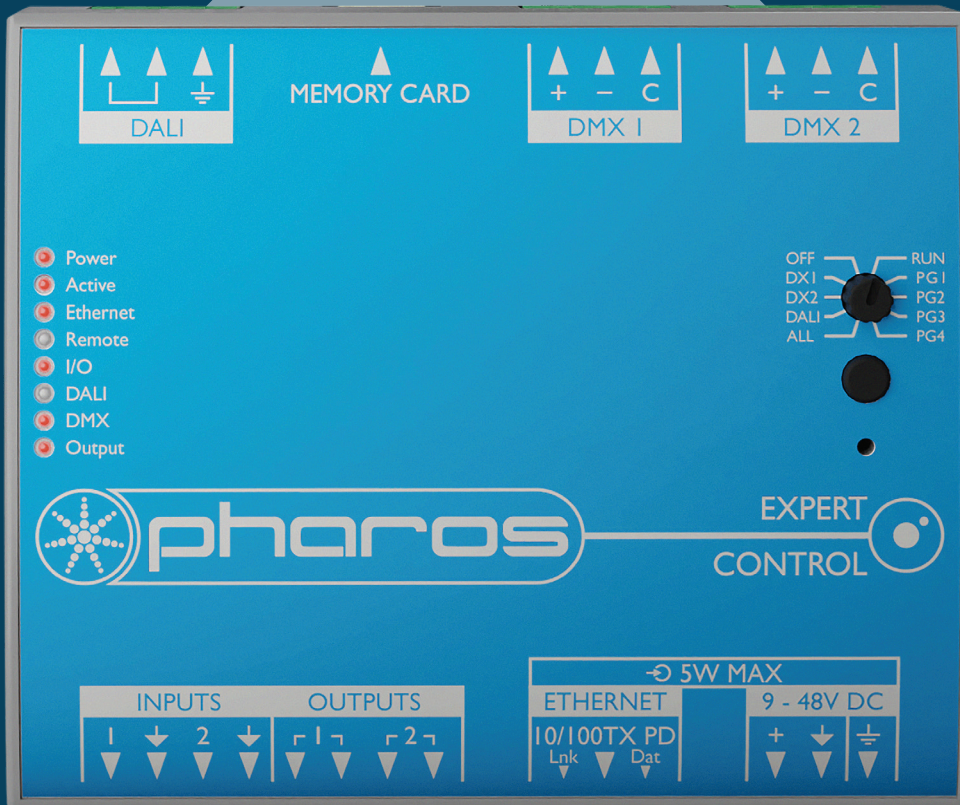 + − C
+ − C
DALI
MEMORY CARD
DMX 1
DMX 2
Power
Active
Ethernet
Remote
I/O
DALI
DMX
Output
OFF
DX1
DX2
DALI
ALL
RUN
PG1
PG2
PG3
PG4
pharos
EXPERT
CONTROL
5W MAX
INPUTS
OUTPUTS
1
2
1
2
ETHERNET
10/100TX PD
Lnk
Dat
9 - 48V DC
+